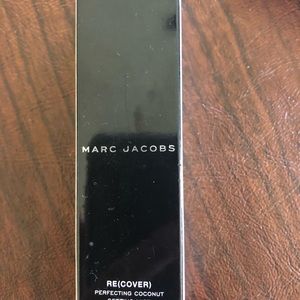 MARC JACOBS
RE(COVER)
PERFECTING COCONUT